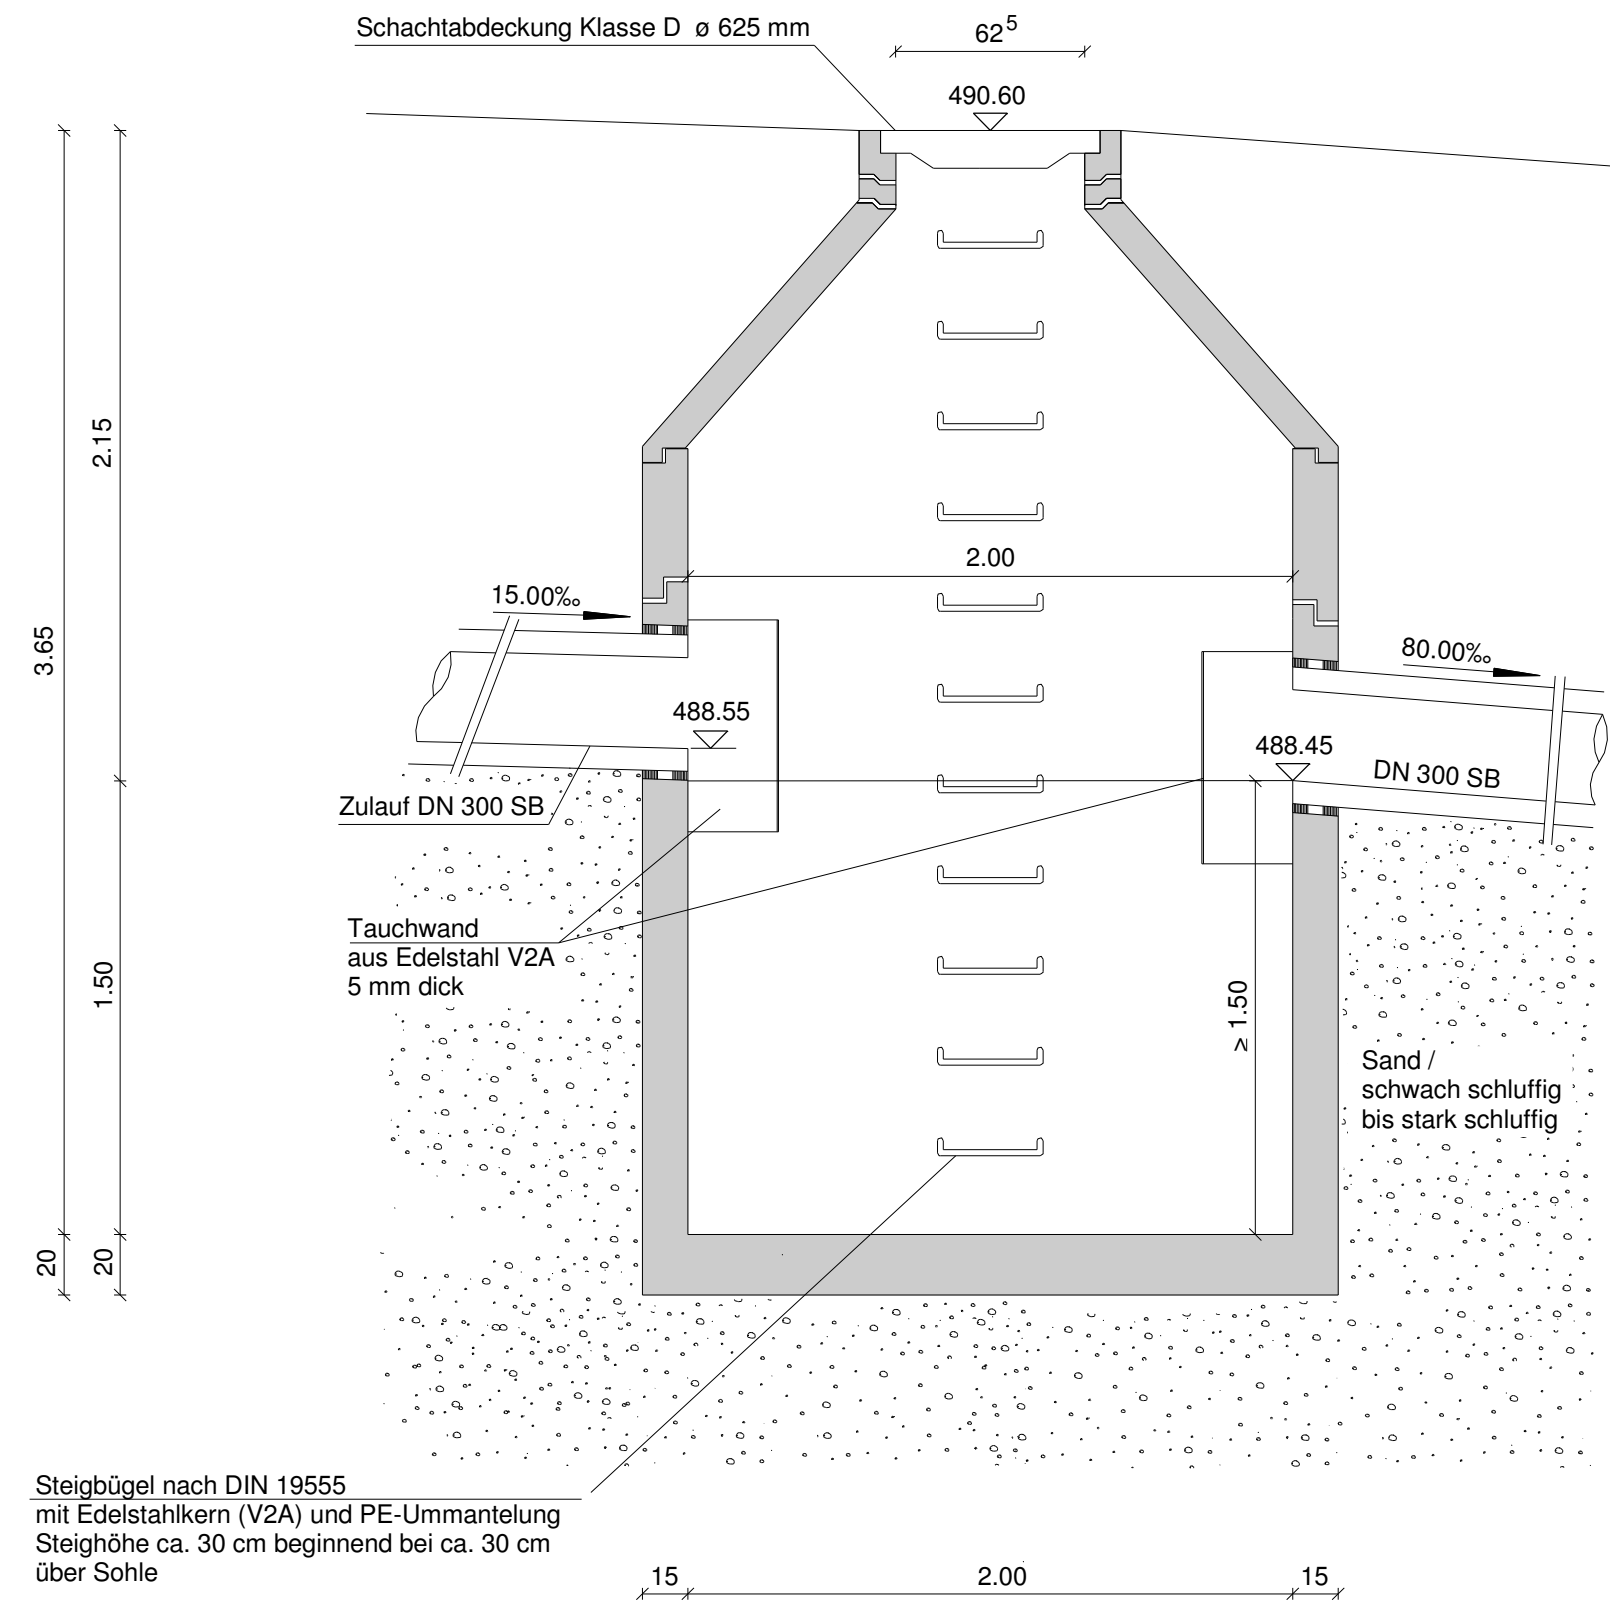 Schachtabdeckung Klasse D ø 625 mm
62⁵
490.60
2.15
3.65
2.00
15.00‰
80.00‰
488.55
488.45
DN 300 SB
Zulauf DN 300 SB
Tauchwand
aus Edelstahl V2A
5 mm dick
1.50
≥ 1.50
Sand /
schwach schluffig
bis stark schluffig
20
20
Steigbügel nach DIN 19555
mit Edelstahlkern (V2A) und PE-Ummantelung
Steighöhe ca. 30 cm beginnend bei ca. 30 cm
über Sohle
15
2.00
15